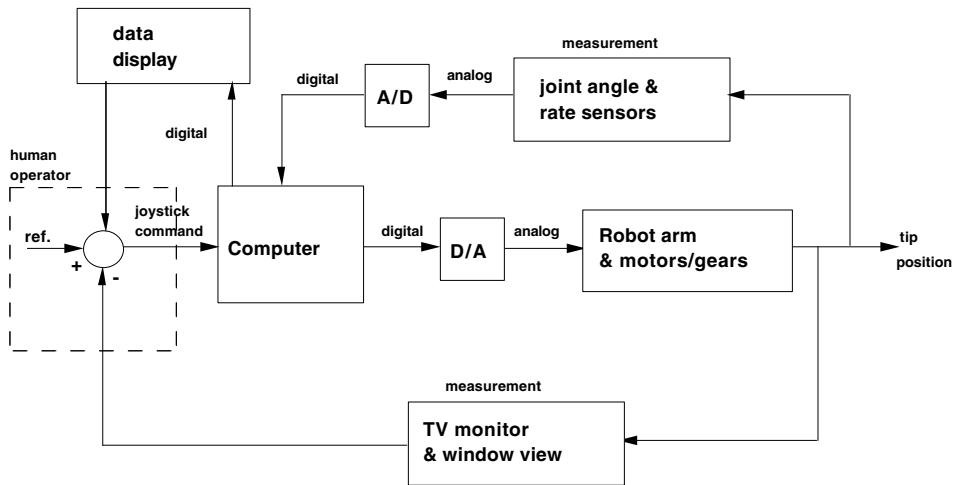 data
display
measurement
digital
A/D
analog
joint angle &
rate sensors
digital
human
operator
joystick
command
ref.
+
-
Computer
digital
D/A
analog
Robot arm
& motors/gears
tip
position
measurement
TV monitor
& window view